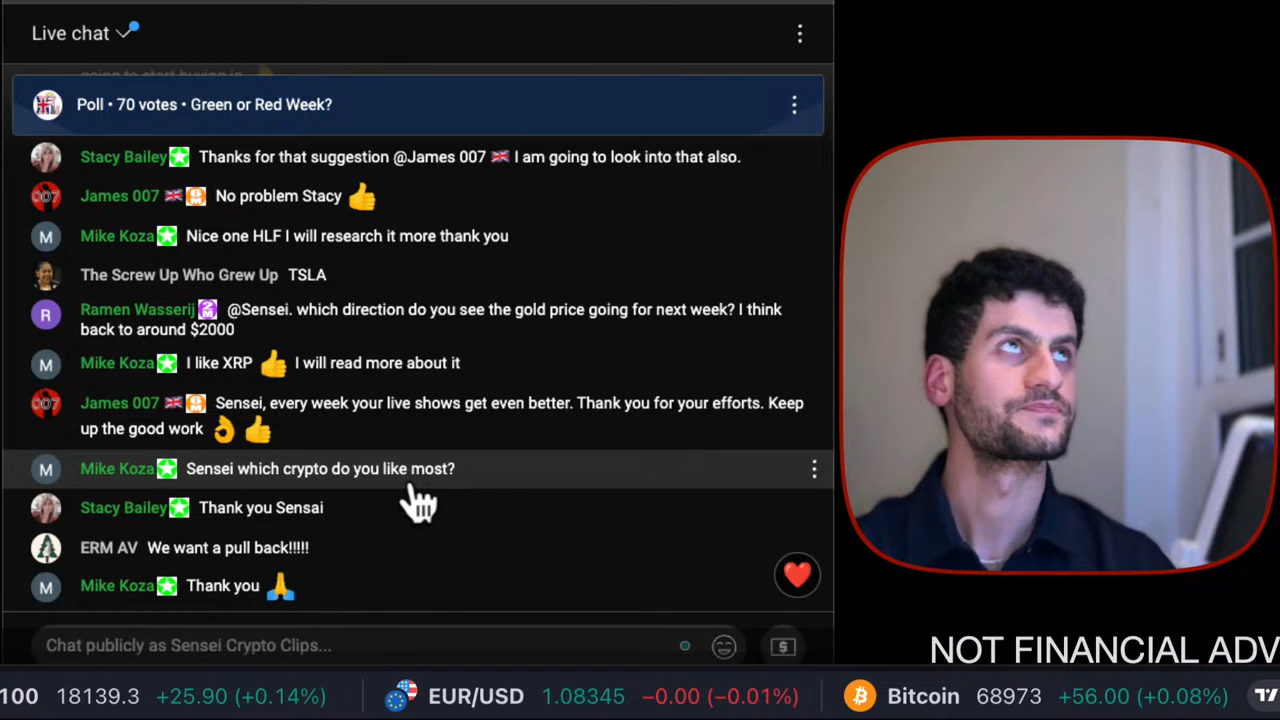 Live chat
Poll • 70 votes • Green or Red Week?
Stacy Bailey Thanks for that suggestion @James 007 🇬🇧 I am going to look into that also.
James 007 🇬🇧 No problem Stacy 👍
M Mike Koza Nice one HLF I will research it more thank you
The Screw Up Who Grew Up TSLA
R Ramen Wasserij @Sensei. which direction do you see the gold price going for next week? I think
back to around $2000
M Mike Koza I like XRP 👍 I will read more about it
James 007 🇬🇧 Sensei, every week your live shows get even better. Thank you for your efforts. Keep
up the good work 👌👍
M Mike Koza Sensei which crypto do you like most?
Stacy Bailey Thank you Sensai
ERM AV We want a pull back!!!!!
M Mike Koza Thank you 🙏
Chat publicly as Sensei Crypto Clips...
NOT FINANCIAL ADV
100 18139.3 +25.90 (+0.14%) EUR/USD 1.08345 −0.00 (−0.01%) Bitcoin 68973 +56.00 (+0.08%)